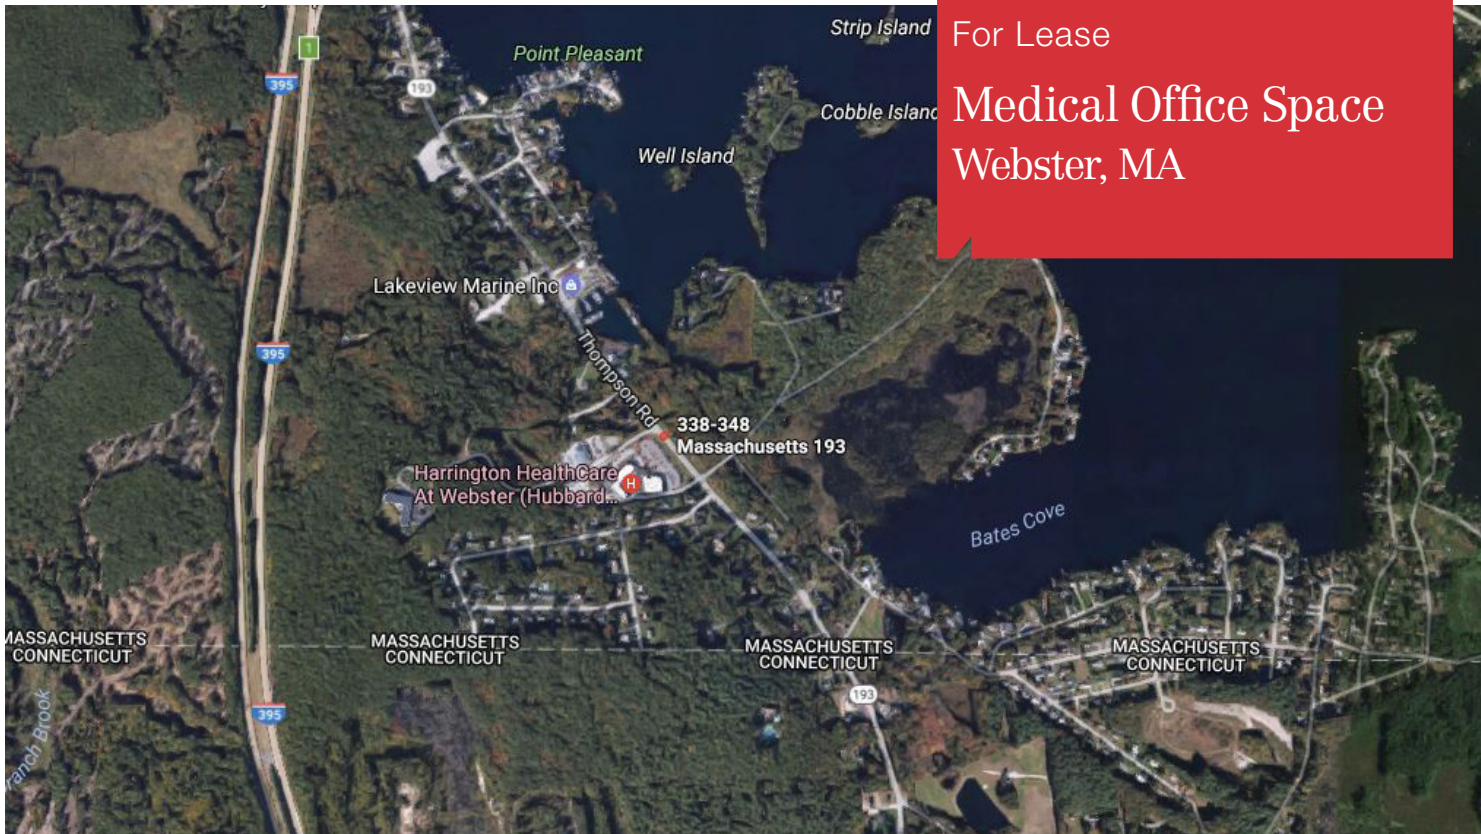 For Lease
Medical Office Space
Webster, MA
1
395
193
Point Pleasant
Strip Island
Cobble Island
Well Island
Lakeview Marine Inc
395
Thompson Rd
338-348
Massachusetts 193
Harrington HealthCare
At Webster (Hubbard...
H
Bates Cove
MASSACHUSETTS
CONNECTICUT
MASSACHUSETTS
CONNECTICUT
MASSACHUSETTS
CONNECTICUT
MASSACHUSETTS
CONNECTICUT
193
395
ranch Brook